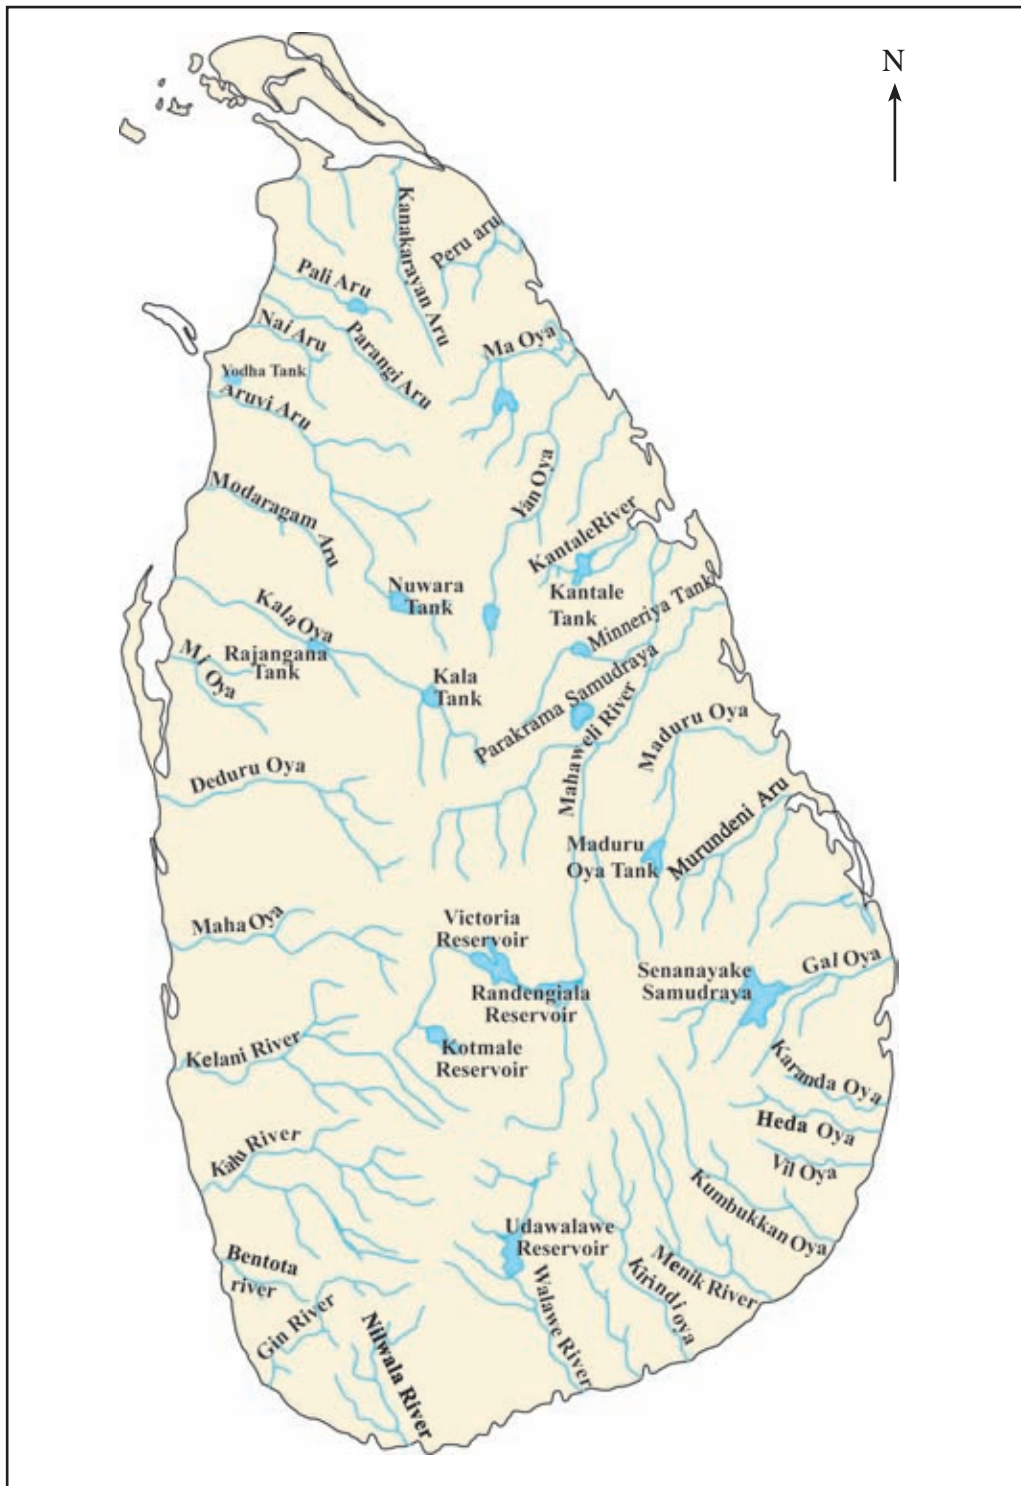 N
Kanakarayan Aru
Peru aru
Pali Aru
Nai Aru
Parangi Aru
Ma Oya
Yodha Tank
Aruvi Aru
Yan Oya
Modaragam Aru
Kantale River
Nuwara
Tank
Kantale
Tank
Kala Oya
Minneriya Tank
Mi Oya
Rajangana
Tank
Kala
Tank
Parakrama Samudraya
Mahaweli River
Maduru Oya
Deduru Oya
Murundeni Aru
Maduru
Oya Tank
Maha Oya
Victoria
Reservoir
Gal Oya
Senanayake
Samudraya
Randengiala
Reservoir
Kelani River
Kotmale
Reservoir
Karanda Oya
Heda Oya
Kalu River
Vil Oya
Kumbukkan Oya
Udawalawe
Reservoir
Bentota
river
Menik River
Kirindi oya
Walawe River
Gin River
Nilwala River